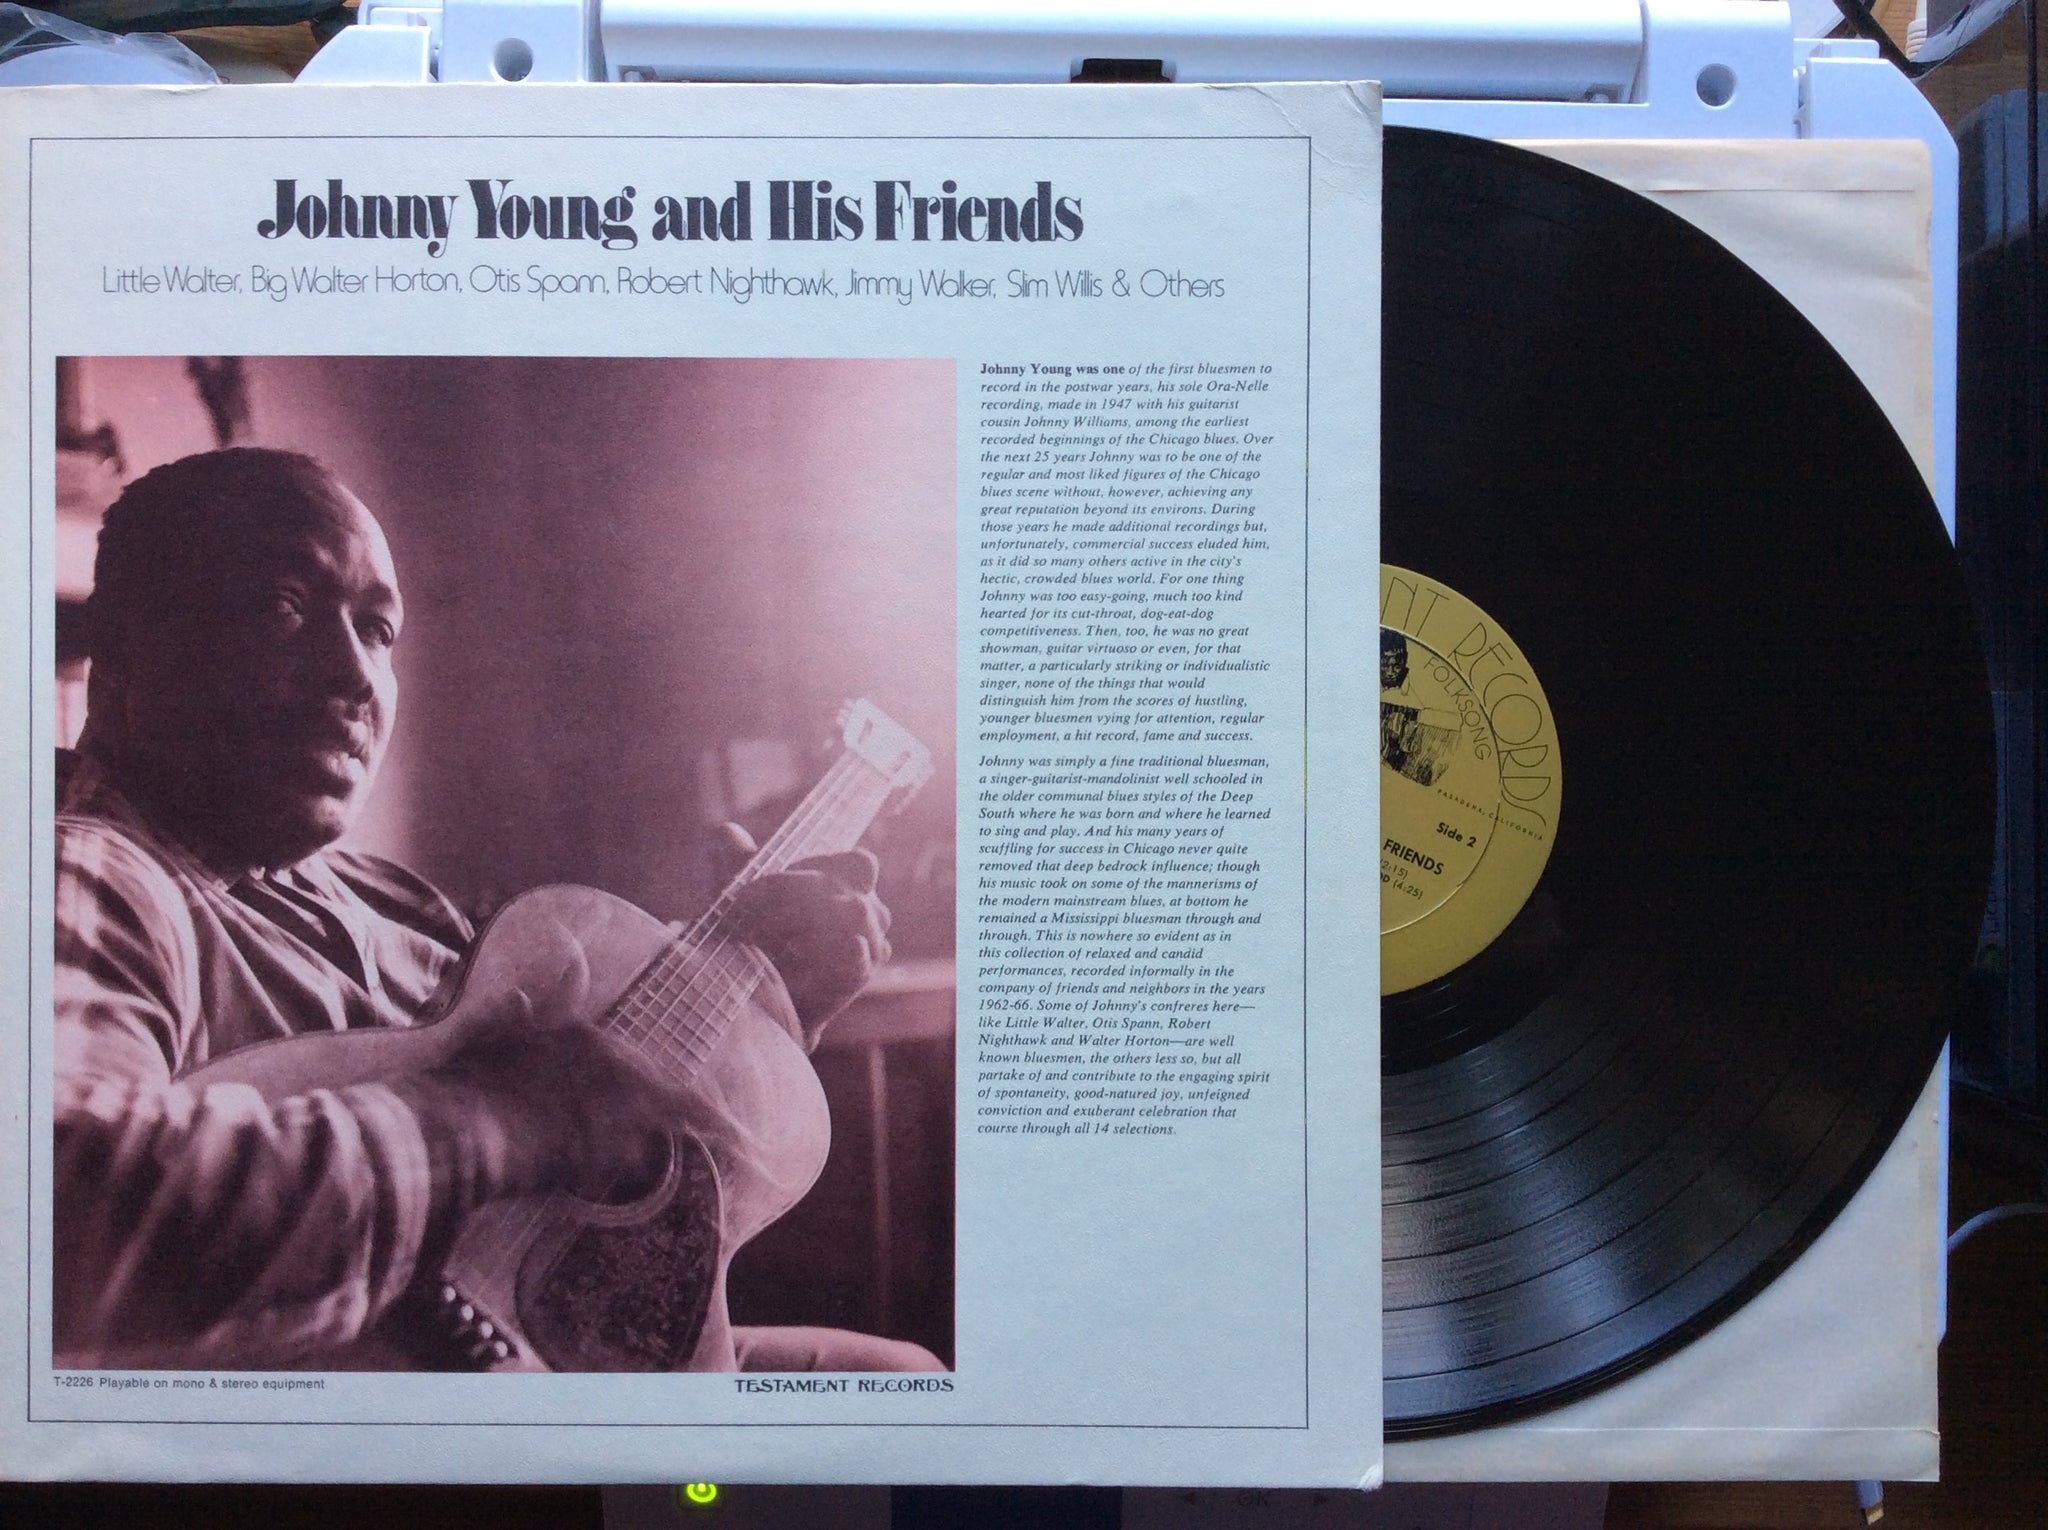 Johnny Young and His Friends
Little Walter, Big Walter Horton, Otis Spann, Robert Nighthawk, Jimmy Walker, Slim Willis & Others
Johnny Young was one of the first bluesmen to
record in the postwar years, his sole Ora-Nelle
recording, made in 1947 with his guitarist
cousin Johnny Williams, among the earliest
recorded beginnings of the Chicago blues. Over
the next 25 years Johnny was to be one of the
regular and most liked figures of the Chicago
blues scene without, however, achieving any
great reputation beyond its environs. During
those years he made additional recordings but,
unfortunately, commercial success eluded him,
as it did so many others active in the city's
hectic, crowded blues world. For one thing
Johnny was too easy-going, much too kind
hearted for its cut-throat, dog-eat-dog
competitiveness. Then, too, he was no great
showman, guitar virtuoso or even, for that
matter, a particularly striking or individualistic
singer, none of the things that would
distinguish him from the scores of hustling,
younger bluesmen vying for attention, regular
employment, a hit record, fame and success.
Johnny was simply a fine traditional bluesman,
a singer-guitarist-mandolinist well schooled in
the older communal blues styles of the Deep
South where he was born and where he learned
to sing and play. And his many years of
scuffling for success in Chicago never quite
removed that deep bedrock influence; though
his music took on some of the mannerisms of
the modern mainstream blues, at bottom he
remained a Mississippi bluesman through and
through. This is nowhere so evident as in
this collection of relaxed and candid
performances, recorded informally in the
company of friends and neighbors in the years
1962-66. Some of Johnny's confreres here—
like Little Walter, Otis Spann, Robert
Nighthawk and Walter Horton—are well
known bluesmen, the others less so, but all
partake of and contribute to the engaging spirit
of spontaneity, good-natured joy, unfeigned
conviction and exuberant celebration that
course through all 14 selections.
T-2226 Playable on mono & stereo equipment
TESTAMENT RECORDS
NT RECORDS
FOLKSONG
PASADENA, CALIFORNIA
Side 2
FRIENDS
(2:15)
OD (4:25)
OK